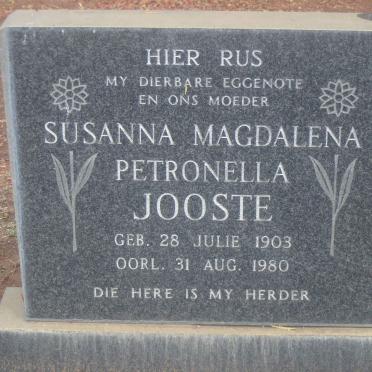 HIER RUS
MY DIERBARE EGGENOTE
EN ONS MOEDER
SUSANNA MAGDALENA
PETRONELLA
JOOSTE
GEB. 28 JULIE 1903
OORL. 31 AUG. 1980
DIE HERE IS MY HERDER